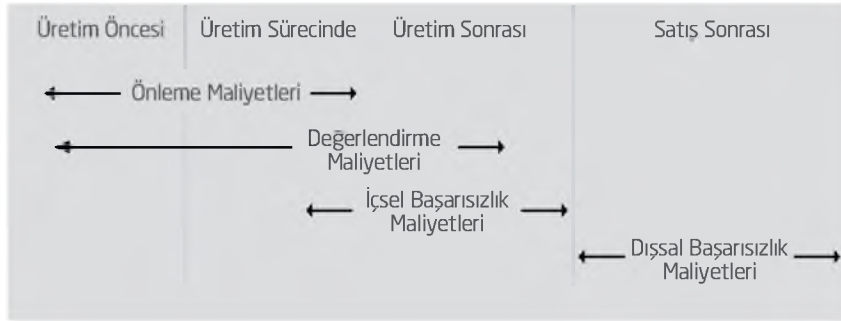 Üretim Öncesi Üretim Sürecinde Üretim Sonrası Satış Sonrası
Önleme Maliyetleri
Değerlendirme
Maliyetleri
İçsel Başarısızlık
Maliyetleri
Dışsal Başarısızlık
Maliyetleri